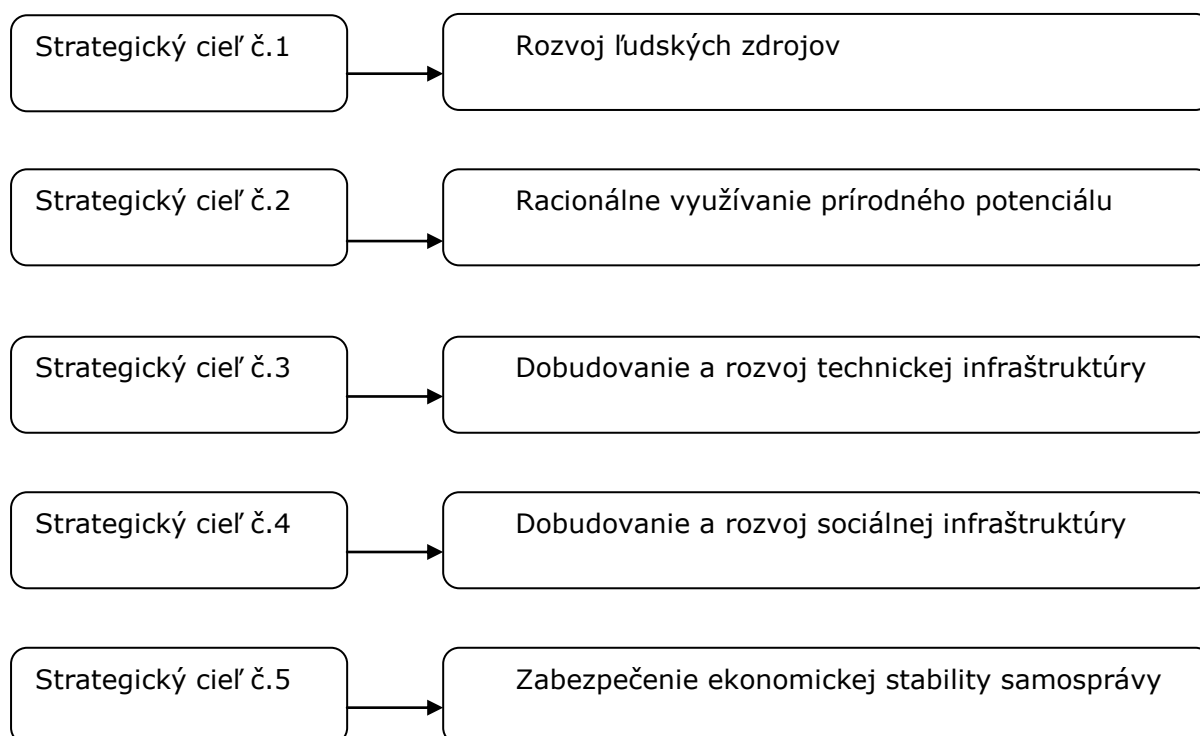 Strategický cieľ č.1
Rozvoj ľudských zdrojov
Strategický cieľ č.2
Racionálne využívanie prírodného potenciálu
Strategický cieľ č.3
Dobudovanie a rozvoj technickej infraštruktúry
Strategický cieľ č.4
Dobudovanie a rozvoj sociálnej infraštruktúry
Strategický cieľ č.5
Zabezpečenie ekonomickej stability samosprávy